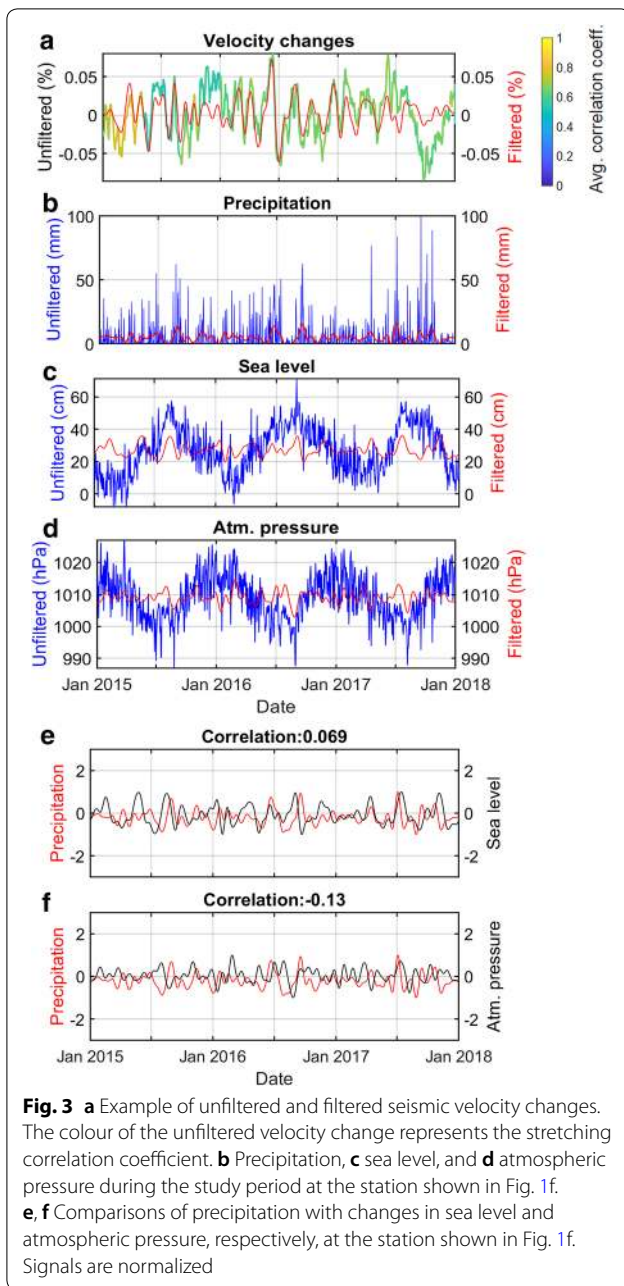 a
Velocity changes
Unfiltered (%)
0.05
0
-0.05
0.05
0
-0.05
Filtered (%)
1
0.8
0.6
0.4
0.2
0
Avg. correlation coeff.
b
Precipitation
Unfiltered (mm)
100
50
0
100
50
0
Filtered (mm)
c
Sea level
Unfiltered (cm)
60
40
20
0
60
40
20
0
Filtered (cm)
d
Atm. pressure
Unfiltered (hPa)
1020
1010
1000
990
1020
1010
1000
990
Filtered (hPa)
Jan 2015 Jan 2016 Jan 2017 Jan 2018
Date
e
Correlation:0.069
Precipitation
2
0
-2
2
0
-2
Sea level
f
Correlation:-0.13
Precipitation
2
0
-2
2
0
-2
Atm. pressure
Jan 2015 Jan 2016 Jan 2017 Jan 2018
Date
Fig. 3 a Example of unfiltered and filtered seismic velocity changes.
The colour of the unfiltered velocity change represents the stretching
correlation coefficient. b Precipitation, c sea level, and d atmospheric
pressure during the study period at the station shown in Fig. 1f.
e, f Comparisons of precipitation with changes in sea level and
atmospheric pressure, respectively, at the station shown in Fig. 1f.
Signals are normalized